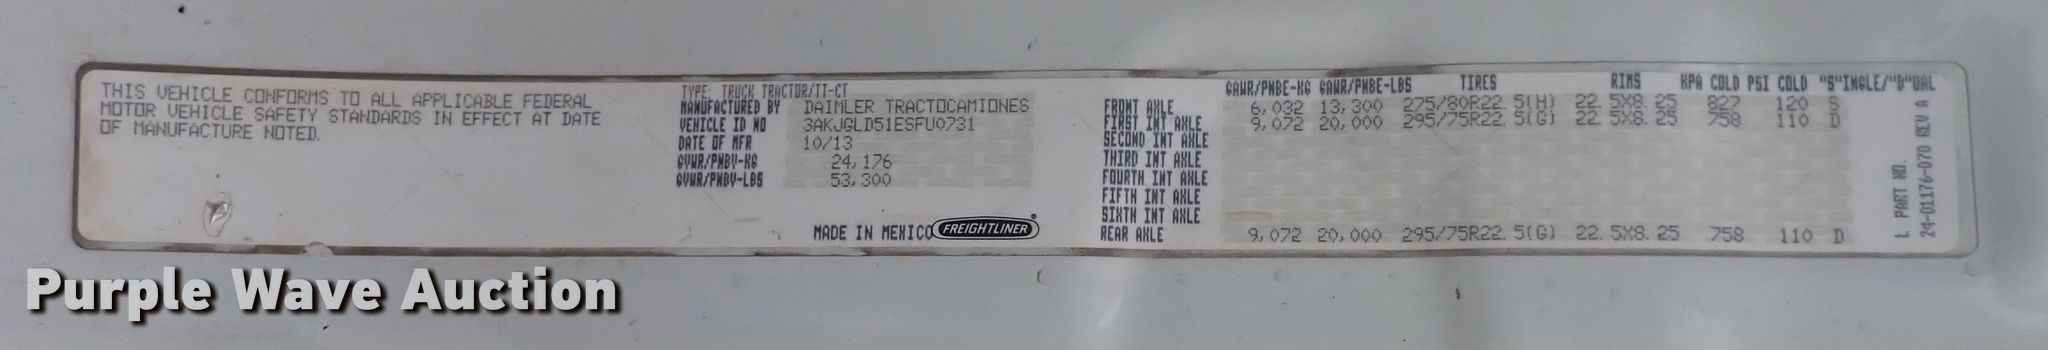 THIS VEHICLE CONFORMS TO ALL APPLICABLE FEDERAL
MOTOR VEHICLE SAFETY STANDARDS IN EFFECT AT DATE
OF MANUFACTURE NOTED.
TYPE: TRUCK TRACTOR/TT-CT
MANUFACTURED BY DAIMLER TRACTOCAMIONES
VEHICLE ID NO 3AKJGLD51ESFU0731
DATE OF MFR 10/13
GVWR/PNBV-KG 24,176
GVWR/PNBV-LBS 53,300
MADE IN MEXICO FREIGHTLINER
GAWR/PNBE-KG GAWR/PNBE-LBS TIRES RIMS KPA COLD PSI COLD "S"INGLE/"D"UAL
FRONT AXLE 6,032 13,300 275/80R22.5(H) 22.5X8.25 827 120 S
FIRST INT AXLE 9,072 20,000 295/75R22.5(G) 22.5X8.25 758 110 D
SECOND INT AXLE
THIRD INT AXLE
FOURTH INT AXLE
FIFTH INT AXLE
SIXTH INT AXLE
REAR AXLE 9,072 20,000 295/75R22.5(G) 22.5X8.25 758 110 D
L PART NO.
24-01176-070 REV A
Purple Wave Auction